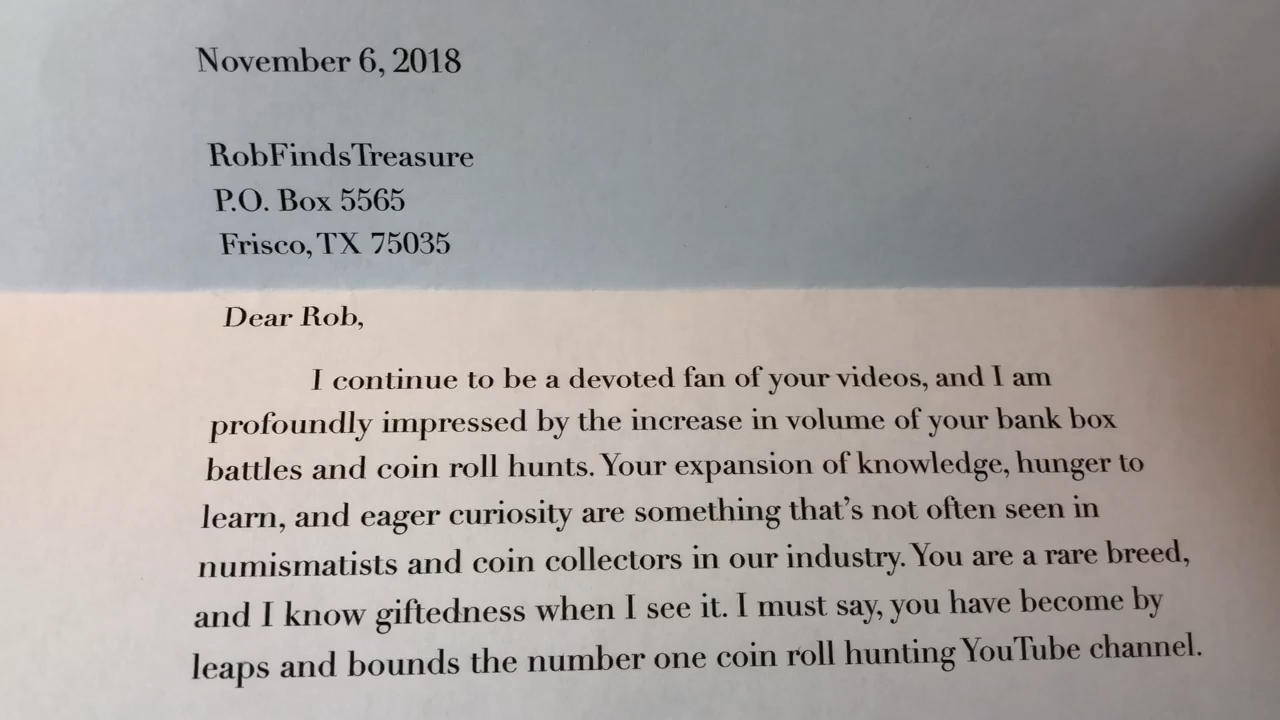 November 6, 2018
RobFindsTreasure
P.O. Box 5565
Frisco, TX 75035
Dear Rob,
I continue to be a devoted fan of your videos, and I am
profoundly impressed by the increase in volume of your bank box
battles and coin roll hunts. Your expansion of knowledge, hunger to
learn, and eager curiosity are something that’s not often seen in
numismatists and coin collectors in our industry. You are a rare breed,
and I know giftedness when I see it. I must say, you have become by
leaps and bounds the number one coin roll hunting YouTube channel.